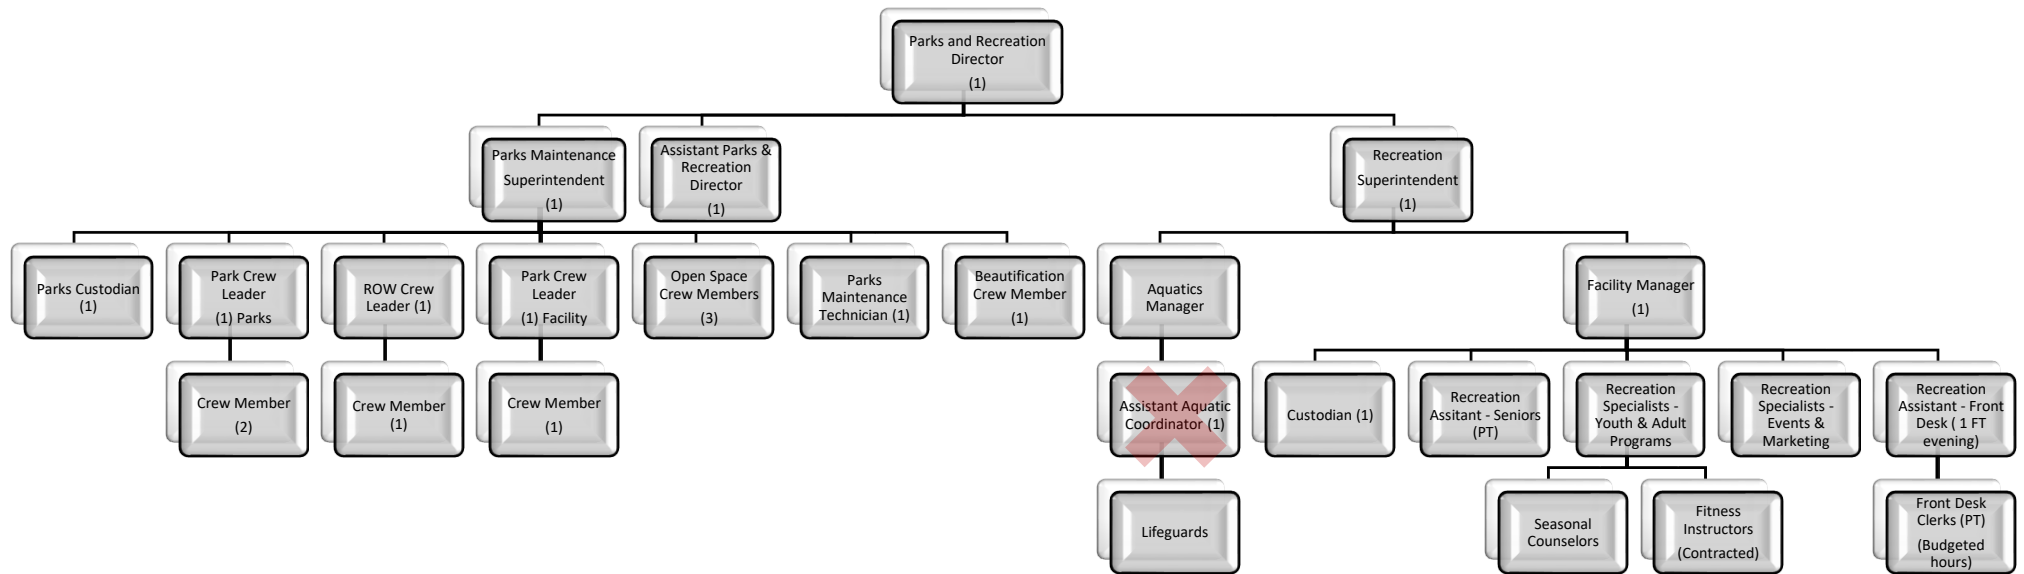 Parks and Recreation
Director
(1)
Parks Maintenance
Superintendent
(1)
Assistant Parks &
Recreation
Director
(1)
Recreation
Superintendent
(1)
Parks Custodian
(1)
Park Crew
Leader
(1) Parks
ROW Crew
Leader (1)
Park Crew
Leader
(1) Facility
Open Space
Crew Members
(3)
Parks
Maintenance
Technician (1)
Beautification
Crew Member
(1)
Aquatics
Manager
Facility Manager
(1)
Crew Member
(2)
Crew Member
(1)
Crew Member
(1)
Assistant Aquatic
Coordinator (1)
Custodian (1)
Recreation
Assitant - Seniors
(PT)
Recreation
Specialists -
Youth & Adult
Programs
Recreation
Specialists -
Events &
Marketing
Recreation
Assistant - Front
Desk ( 1 FT
evening)
Lifeguards
Seasonal
Counselors
Fitness
Instructors
(Contracted)
Front Desk
Clerks (PT)
(Budgeted
hours)